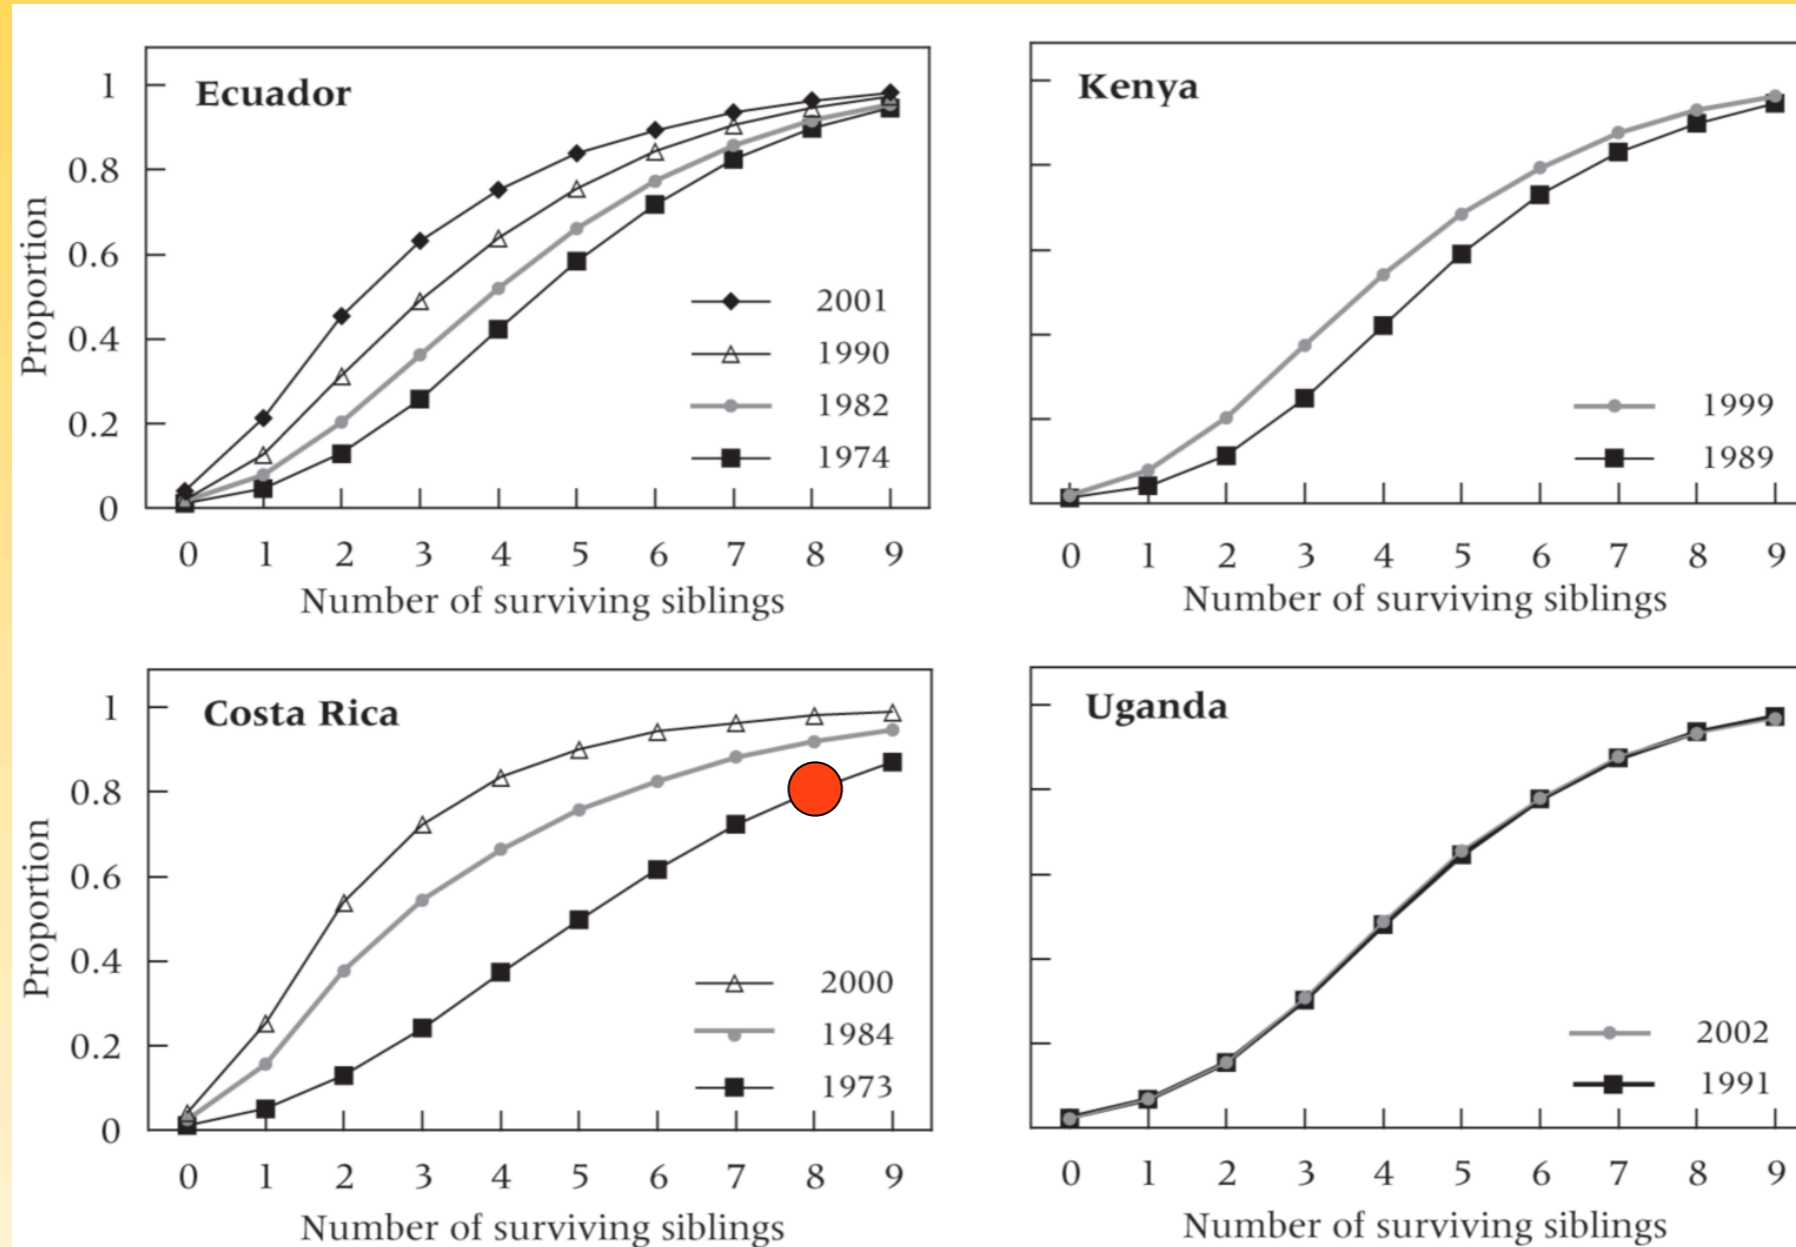 Ecuador
1
0.8
0.6
0.4
0.2
0
Proportion
2001
1990
1982
1974
0 1 2 3 4 5 6 7 8 9
Number of surviving siblings
Kenya
1999
1989
0 1 2 3 4 5 6 7 8 9
Number of surviving siblings
Costa Rica
1
0.8
0.6
0.4
0.2
0
Proportion
2000
1984
1973
0 1 2 3 4 5 6 7 8 9
Number of surviving siblings
Uganda
2002
1991
0 1 2 3 4 5 6 7 8 9
Number of surviving siblings